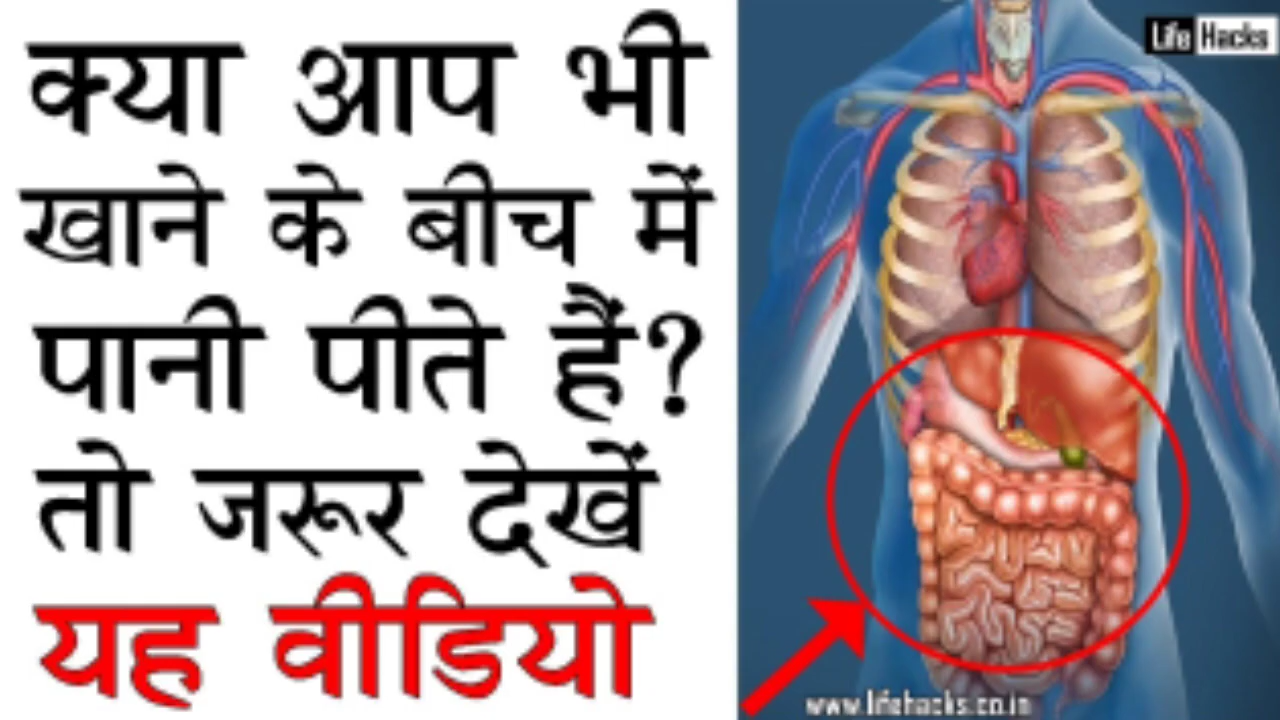 क्या आप भी
खाने के बीच में
पानी पीते हैं?
तो जरूर देखें
यह वीडियो
Life Hacks
www.lifehacks.co.in